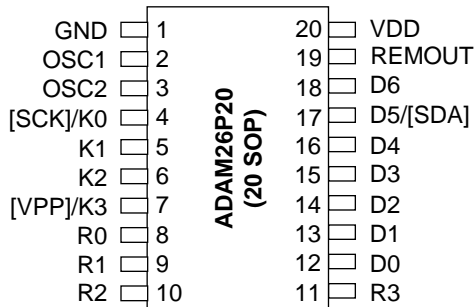 GND 1 20 VDD
OSC1 2 19 REMOUT
OSC2 3 18 D6
[SCK]/K0 4 17 D5/[SDA]
K1 5 16 D4
K2 6 15 D3
[VPP]/K3 7 14 D2
R0 8 13 D1
R1 9 12 D0
R2 10 11 R3
ADAM26P20
(20 SOP)